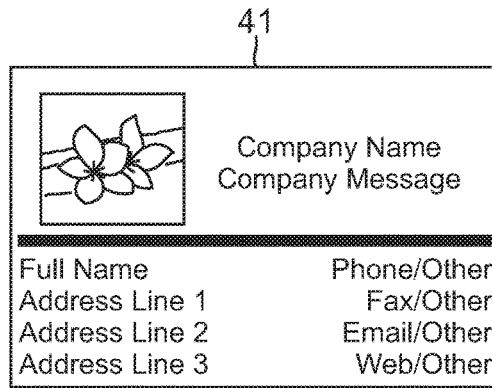 41
Company Name
Company Message
Full Name Phone/Other
Address Line 1 Fax/Other
Address Line 2 Email/Other
Address Line 3 Web/Other